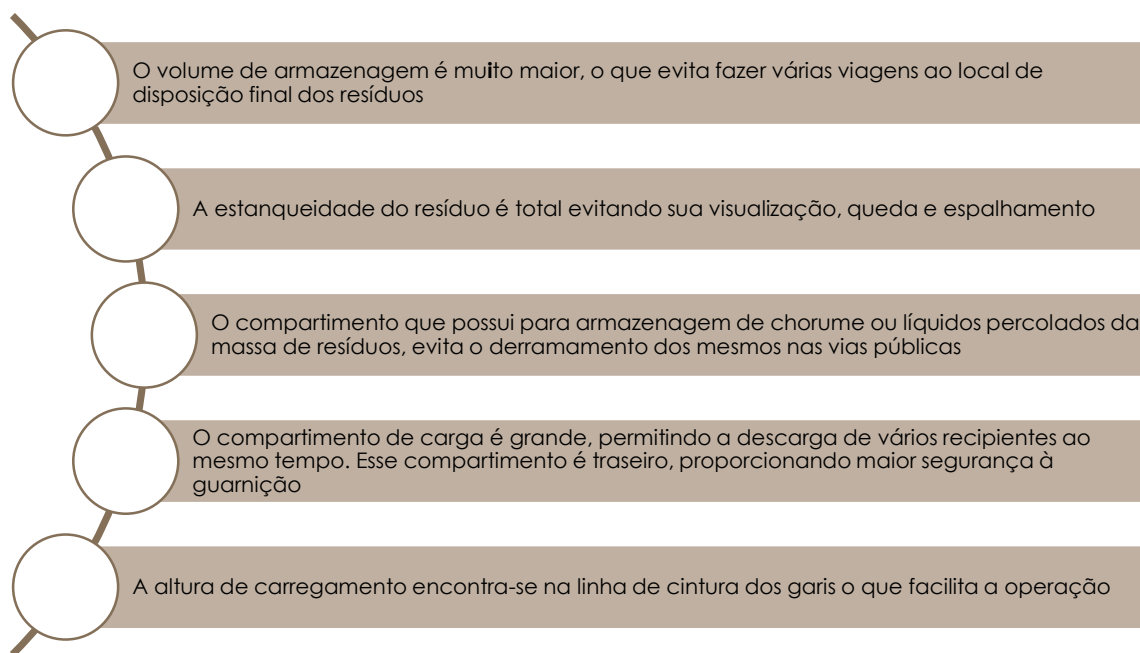 O volume de armazenagem é muito maior, o que evita fazer várias viagens ao local de
disposição final dos resíduos
A estanqueidade do resíduo é total evitando sua visualização, queda e espalhamento
O compartimento que possui para armazenagem de chorume ou líquidos percolados da
massa de resíduos, evita o derramamento dos mesmos nas vias públicas
O compartimento de carga é grande, permitindo a descarga de vários recipientes ao
mesmo tempo. Esse compartimento é traseiro, proporcionando maior segurança à
guarnição
A altura de carregamento encontra-se na linha de cintura dos garis o que facilita a operação